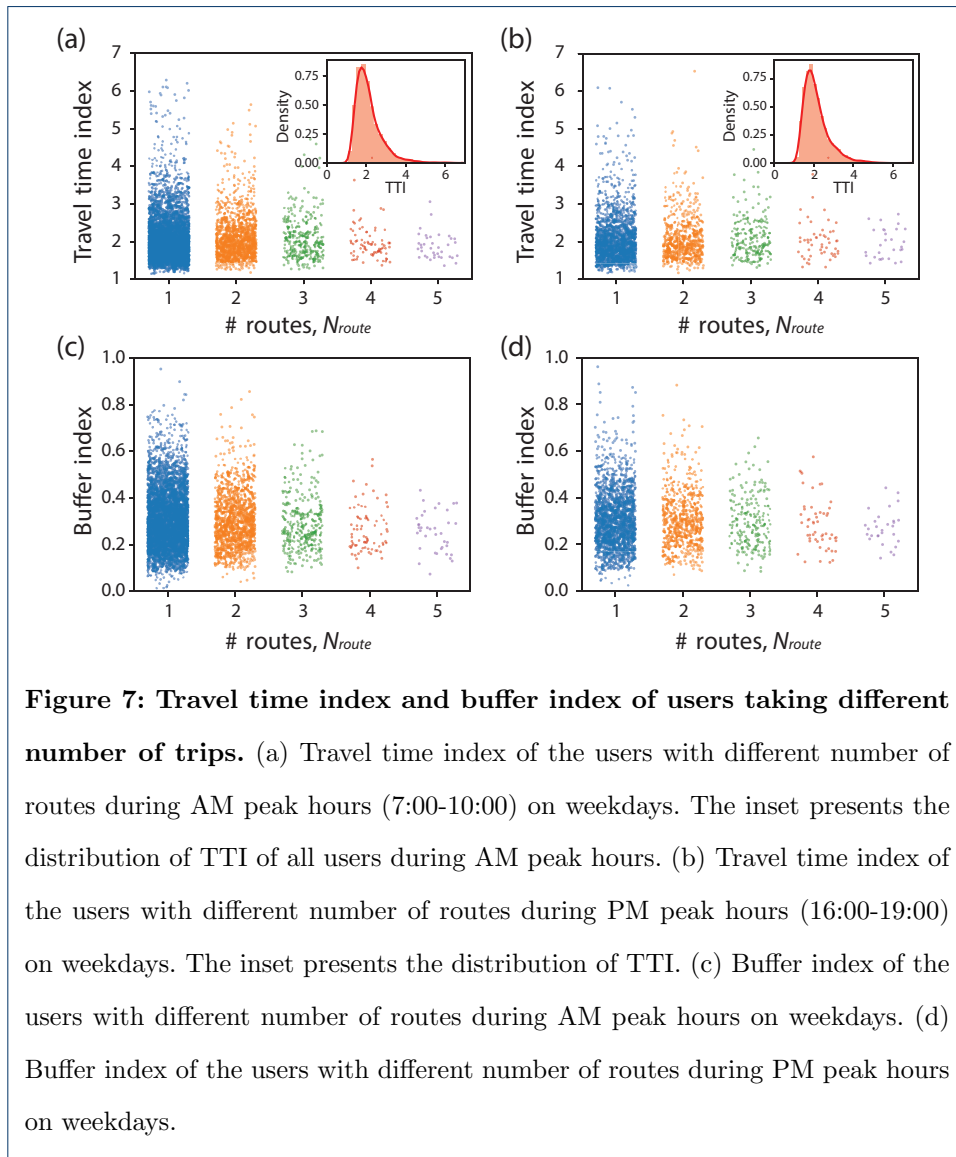 (a)
7
6
5
4
3
2
1
Travel time index
0.75
0.50
0.25
0.00
Density
0 2 4 6
TTI
1 2 3 4 5
# routes, Nroute
(b)
7
6
5
4
3
2
1
Travel time index
0.75
0.50
0.25
0.00
Density
0 2 4 6
TTI
1 2 3 4 5
# routes, Nroute
(c)
1.0
0.8
0.6
0.4
0.2
0.0
Buffer index
1 2 3 4 5
# routes, Nroute
(d)
1.0
0.8
0.6
0.4
0.2
0.0
Buffer index
1 2 3 4 5
# routes, Nroute
Figure 7: Travel time index and buffer index of users taking different
number of trips. (a) Travel time index of the users with different number of
routes during AM peak hours (7:00-10:00) on weekdays. The inset presents the
distribution of TTI of all users during AM peak hours. (b) Travel time index of
the users with different number of routes during PM peak hours (16:00-19:00)
on weekdays. The inset presents the distribution of TTI. (c) Buffer index of the
users with different number of routes during AM peak hours on weekdays. (d)
Buffer index of the users with different number of routes during PM peak hours
on weekdays.